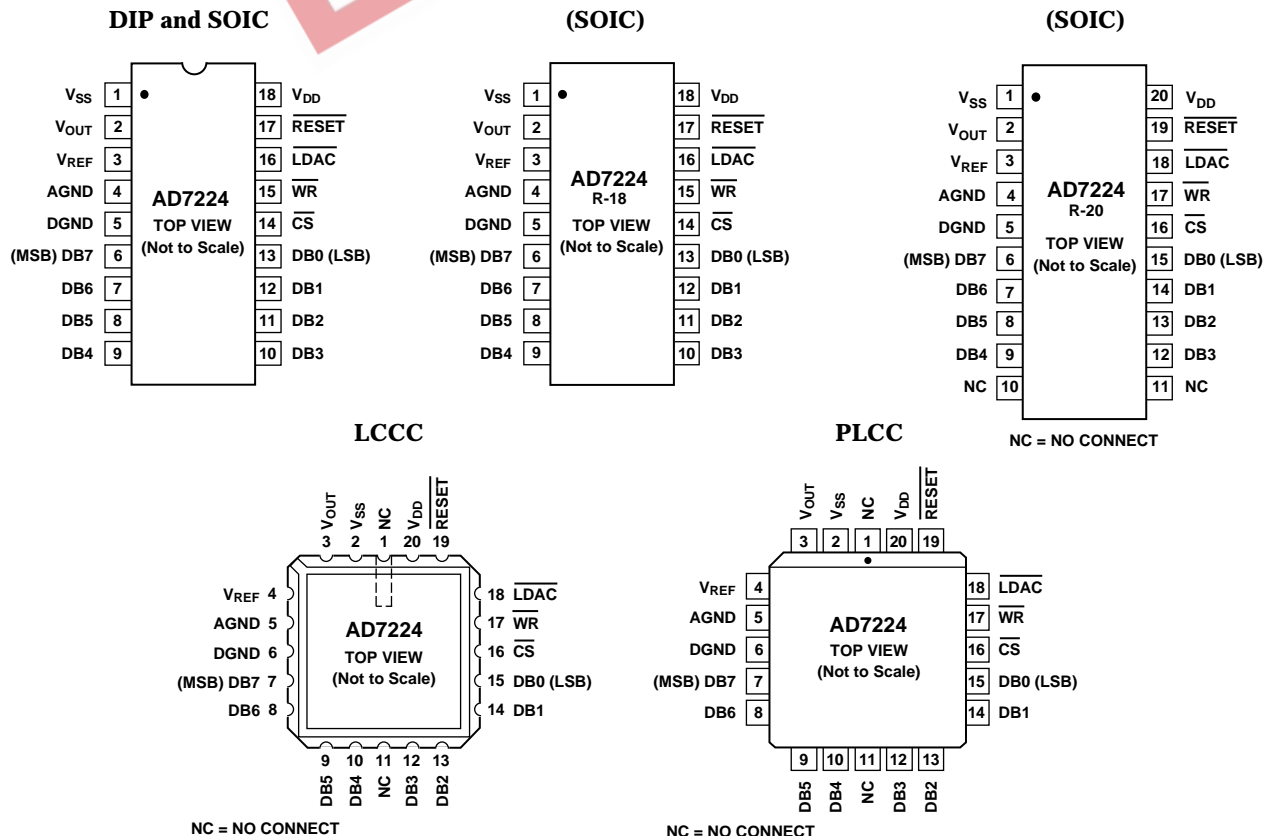 DIP and SOIC
VSS 1 18 VDD
VOUT 2 17 RESET
VREF 3 16 LDAC
AGND 4 15 WR
DGND 5 14 CS
(MSB) DB7 6 13 DB0 (LSB)
DB6 7 12 DB1
DB5 8 11 DB2
DB4 9 10 DB3
AD7224
TOP VIEW
(Not to Scale)
(SOIC)
VSS 1 18 VDD
VOUT 2 17 RESET
VREF 3 16 LDAC
AGND 4 15 WR
DGND 5 14 CS
(MSB) DB7 6 13 DB0 (LSB)
DB6 7 12 DB1
DB5 8 11 DB2
DB4 9 10 DB3
AD7224
R-18
TOP VIEW
(Not to Scale)
(SOIC)
VSS 1 20 VDD
VOUT 2 19 RESET
VREF 3 18 LDAC
AGND 4 17 WR
DGND 5 16 CS
(MSB) DB7 6 15 DB0 (LSB)
DB6 7 14 DB1
DB5 8 13 DB2
DB4 9 12 DB3
NC 10 11 NC
AD7224
R-20
TOP VIEW
(Not to Scale)
NC = NO CONNECT
LCCC
VOUT VSS NC VDD RESET
3 2 1 20 19
VREF 4 18 LDAC
AGND 5 17 WR
DGND 6 16 CS
(MSB) DB7 7 15 DB0 (LSB)
DB6 8 14 DB1
AD7224
TOP VIEW
(Not to Scale)
9 10 11 12 13
DB5 DB4 NC DB3 DB2
NC = NO CONNECT
PLCC
VOUT VSS NC VDD RESET
3 2 1 20 19
VREF 4 18 LDAC
AGND 5 17 WR
DGND 6 16 CS
(MSB) DB7 7 15 DB0 (LSB)
DB6 8 14 DB1
AD7224
TOP VIEW
(Not to Scale)
9 10 11 12 13
DB5 DB4 NC DB3 DB2
NC = NO CONNECT